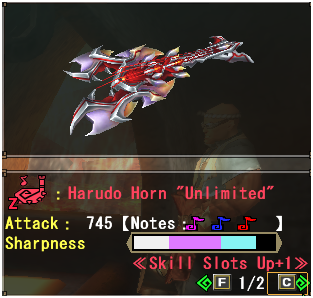 Z : Harudo Horn "Unlimited"
Attack : 745 【Notes : 】
Sharpness
≪Skill Slots Up+1≫
F 1/2 C